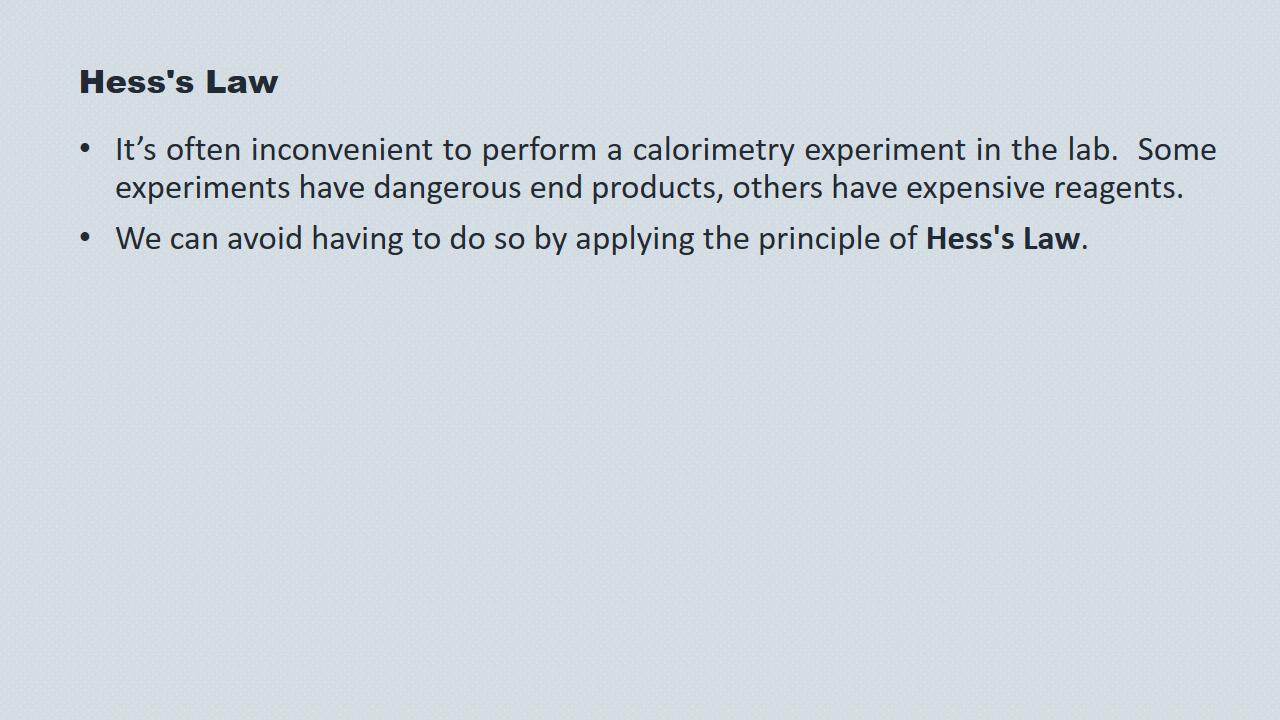 Hess's Law
• It’s often inconvenient to perform a calorimetry experiment in the lab.  Some
experiments have dangerous end products, others have expensive reagents.
• We can avoid having to do so by applying the principle of Hess's Law.